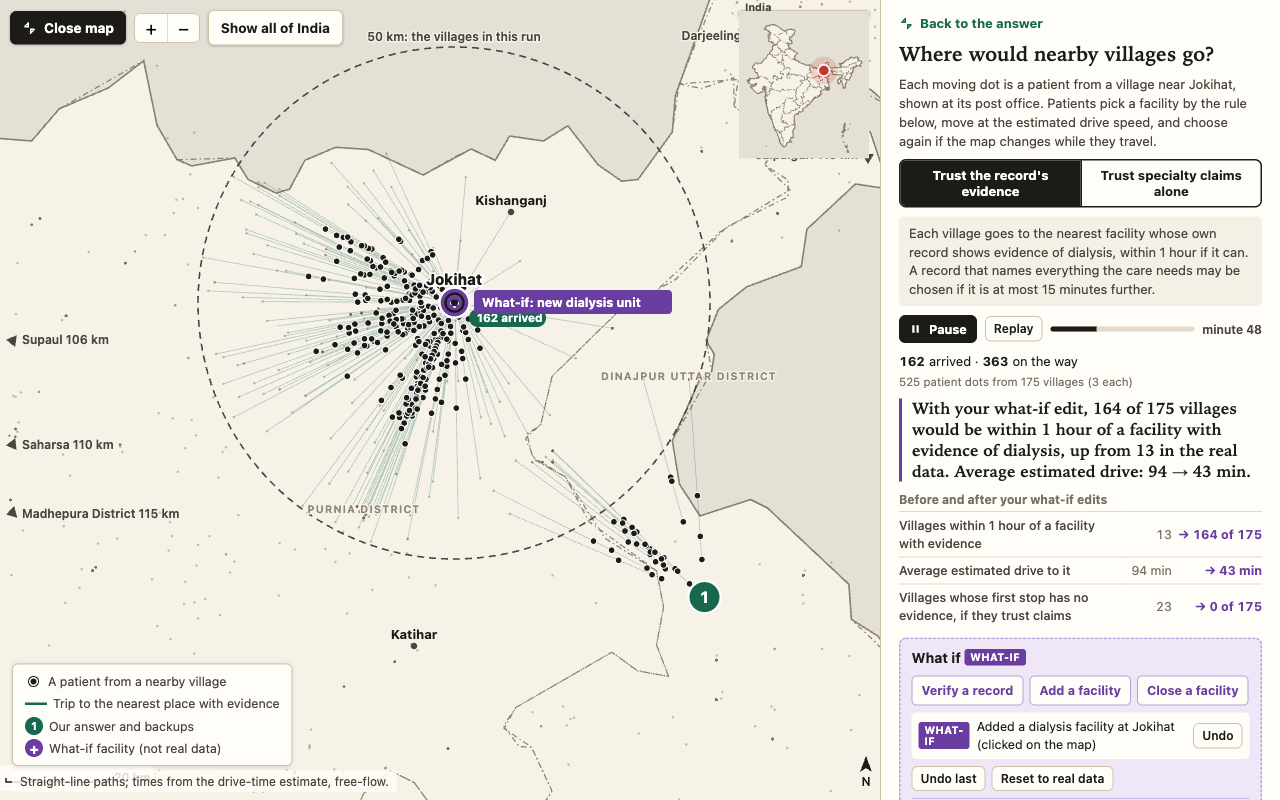 Close map
+
−
Show all of India
50 km: the villages in this run
Darjeeling
India
Kishanganj
Jokihat
What-if: new dialysis unit
162 arrived
Supaul 106 km
DINAJPUR UTTAR DISTRICT
Saharsa 110 km
Madhepura District 115 km
PURNIA DISTRICT
1
Katihar
A patient from a nearby village
Trip to the nearest place with evidence
1 Our answer and backups
+ What-if facility (not real data)
Straight-line paths; times from the drive-time estimate, free-flow.
N
Back to the answer
Where would nearby villages go?
Each moving dot is a patient from a village near Jokihat,
shown at its post office. Patients pick a facility by the rule
below, move at the estimated drive speed, and choose
again if the map changes while they travel.
Trust the record's
evidence
Trust specialty claims
alone
Each village goes to the nearest facility whose own
record shows evidence of dialysis, within 1 hour if it can.
A record that names everything the care needs may be
chosen if it is at most 15 minutes further.
Pause
Replay
minute 48
162 arrived · 363 on the way
525 patient dots from 175 villages (3 each)
With your what-if edit, 164 of 175 villages
would be within 1 hour of a facility with
evidence of dialysis, up from 13 in the real
data. Average estimated drive: 94 → 43 min.
Before and after your what-if edits
Villages within 1 hour of a facility
with evidence
13 → 164 of 175
Average estimated drive to it 94 min → 43 min
Villages whose first stop has no
evidence, if they trust claims
23 → 0 of 175
What if WHAT-IF
Verify a record
Add a facility
Close a facility
WHAT-
IF
Added a dialysis facility at Jokihat
(clicked on the map)
Undo
Undo last
Reset to real data